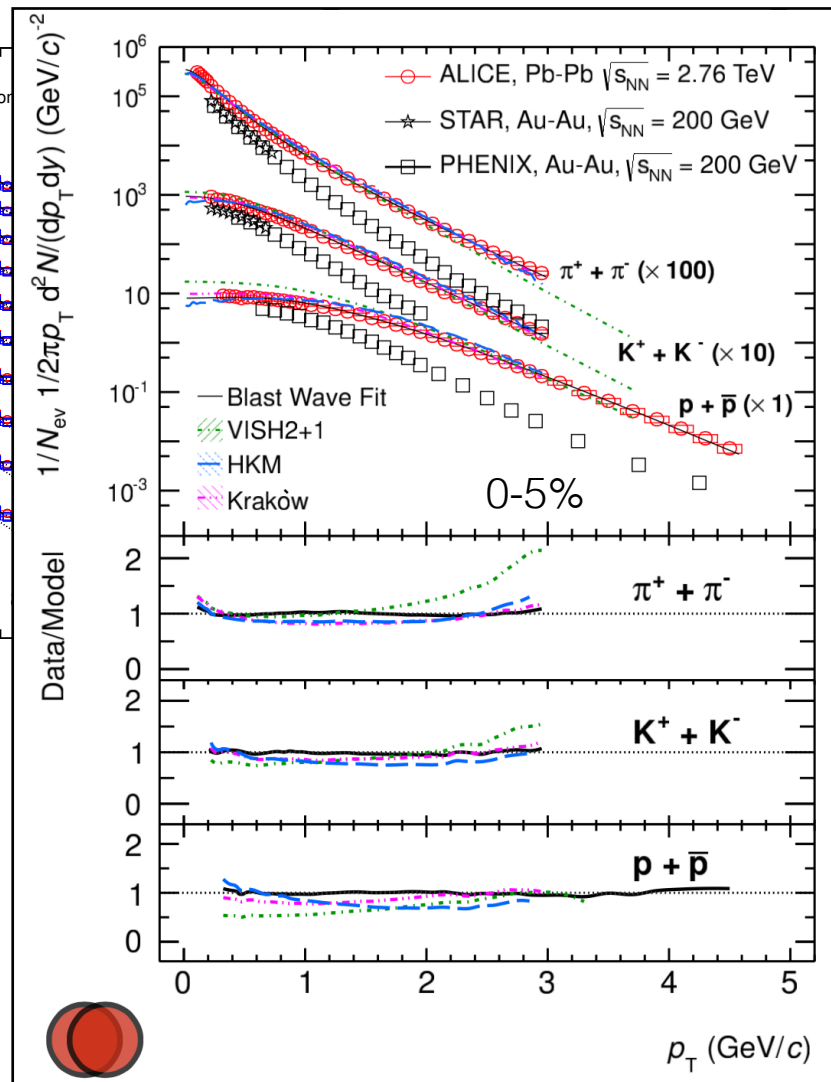 or
1/N_ev 1/2πp_T d²N/(dp_Tdy) (GeV/c)⁻²
10⁶
10⁵
10³
10
10⁻¹
10⁻³
ALICE, Pb-Pb √s_NN = 2.76 TeV
STAR, Au-Au, √s_NN = 200 GeV
PHENIX, Au-Au, √s_NN = 200 GeV
π⁺ + π⁻ (× 100)
K⁺ + K⁻ (× 10)
p + p̅ (× 1)
Blast Wave Fit
VISH2+1
HKM
Kraków
0-5%
Data/Model
2
1
0
π⁺ + π⁻
2
1
0
K⁺ + K⁻
2
1
0
p + p̅
0 1 2 3 4 5
p_T (GeV/c)